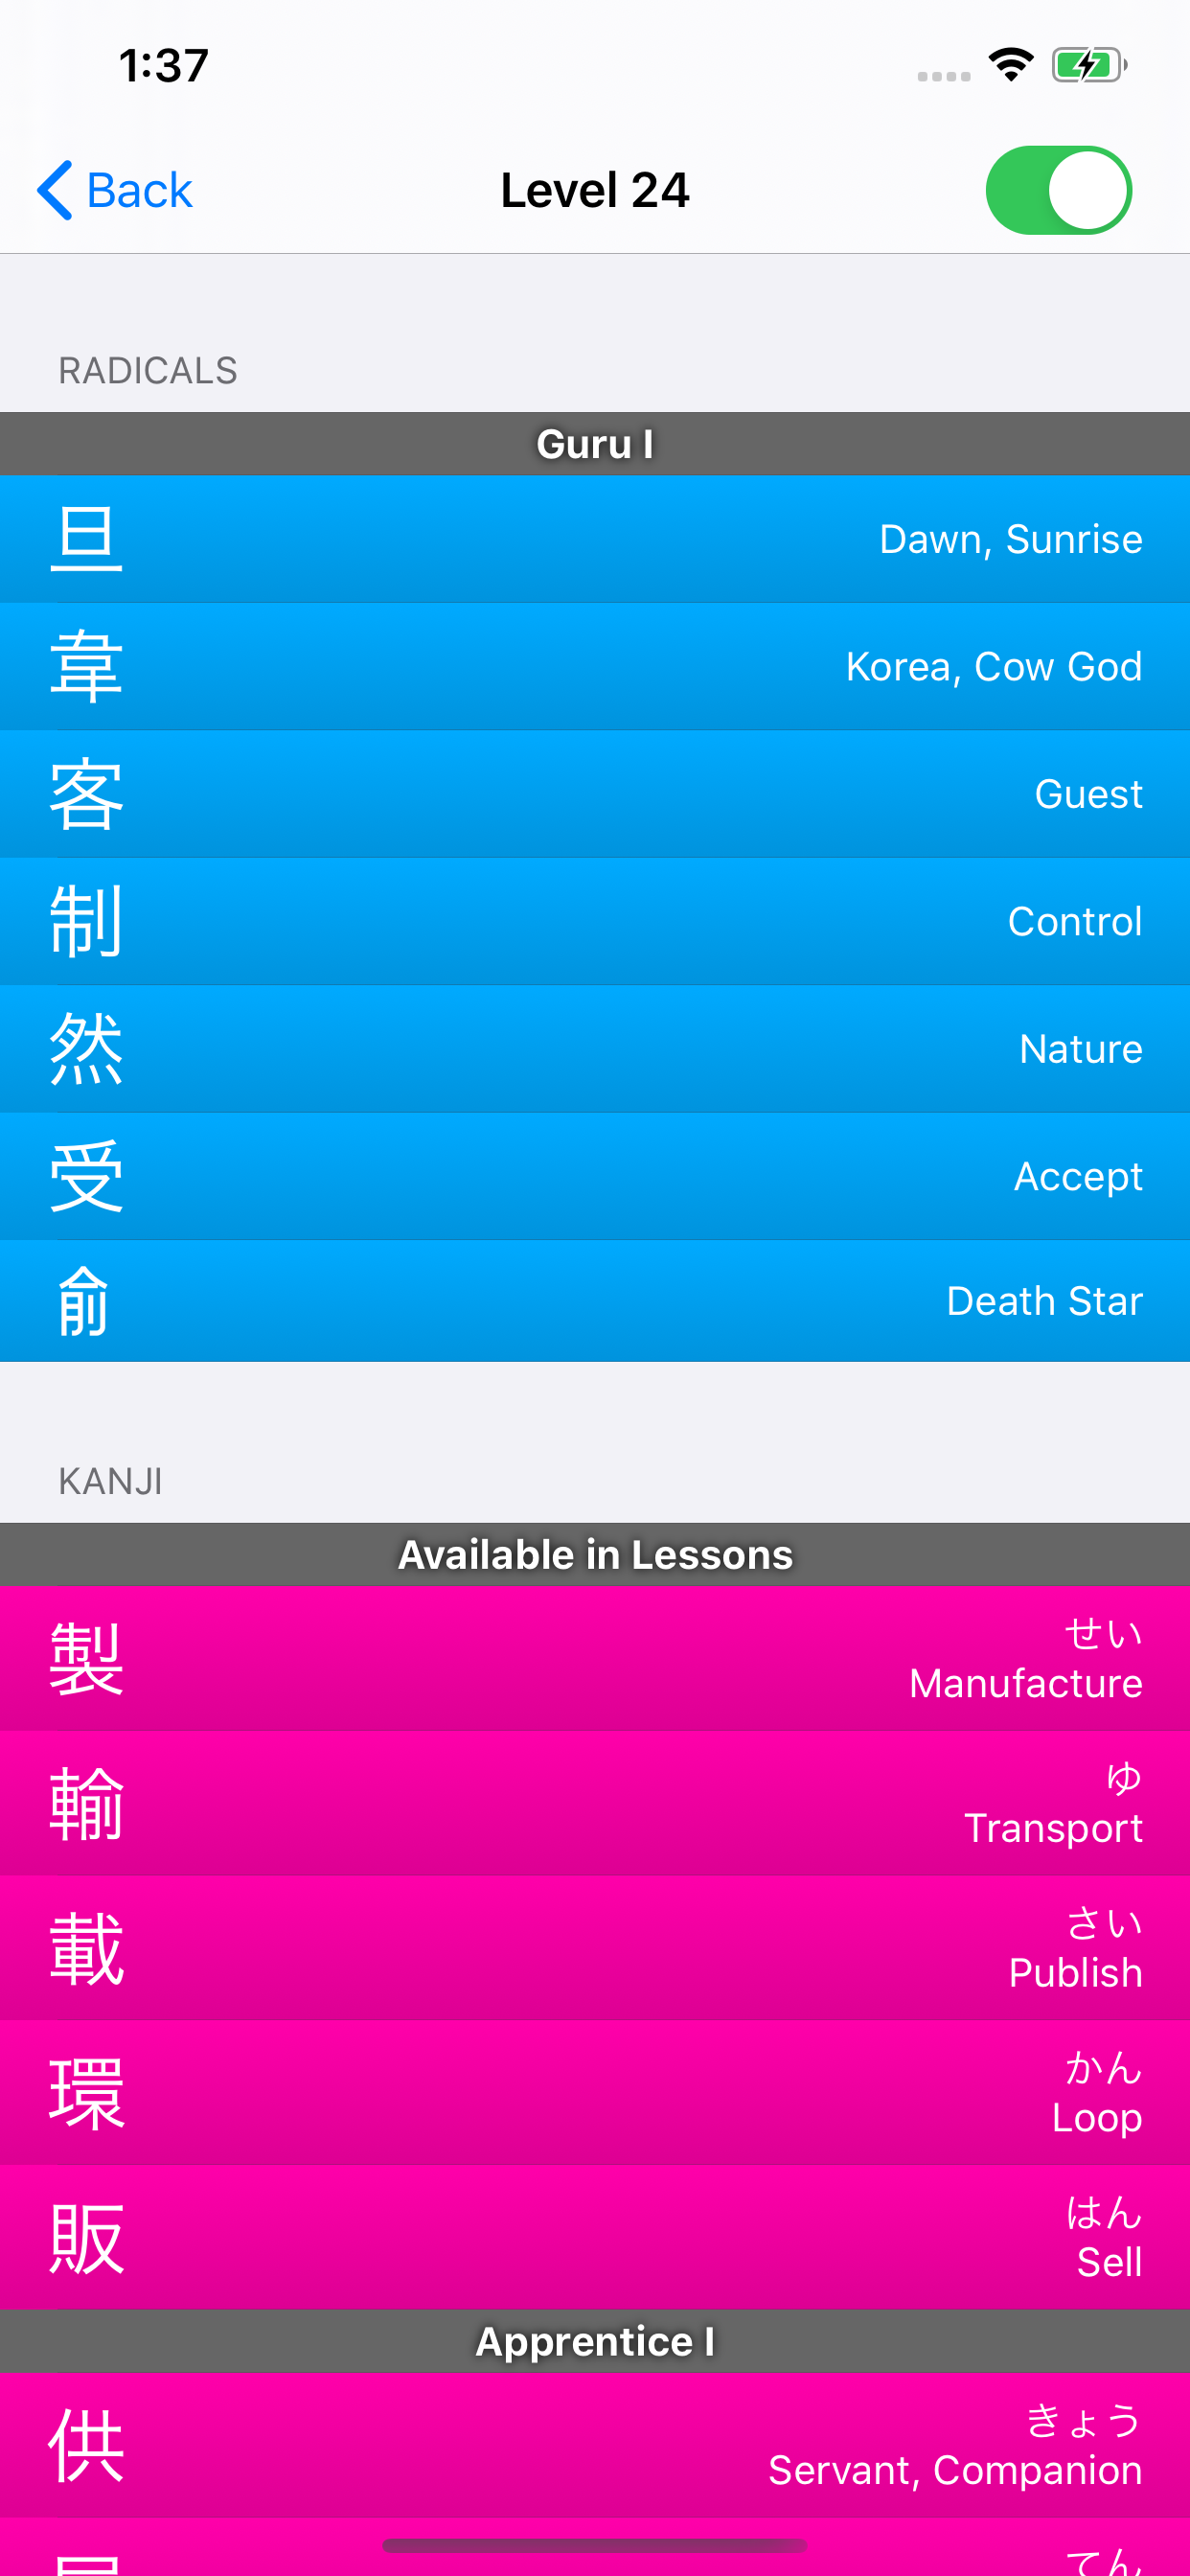 1:37
Back
Level 24
RADICALS
Guru I
旦 Dawn, Sunrise
韋 Korea, Cow God
客 Guest
制 Control
然 Nature
受 Accept
俞 Death Star
KANJI
Available in Lessons
製 せい
Manufacture
輸 ゆ
Transport
載 さい
Publish
環 かん
Loop
販 はん
Sell
Apprentice I
供 きょう
Servant, Companion
てん